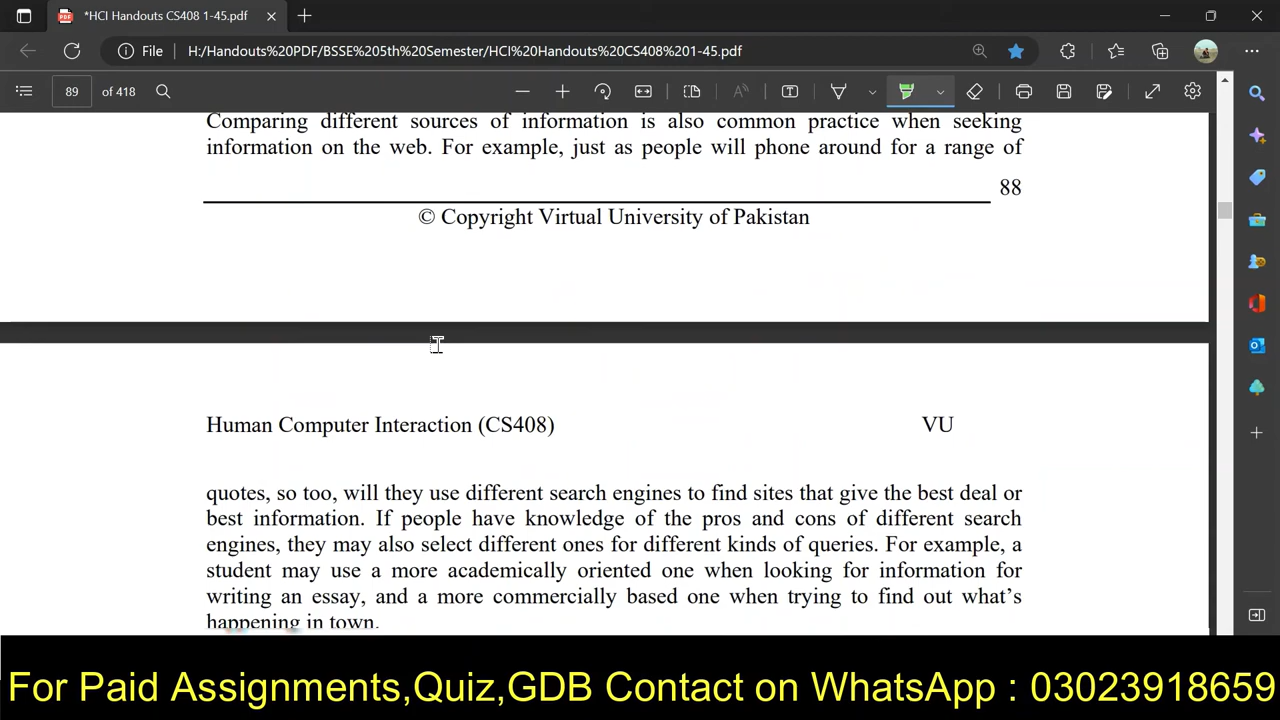 *HCI Handouts CS408 1-45.pdf
File
H:/Handouts%20PDF/BSSE%205th%20Semester/HCI%20Handouts%20CS408%201-45.pdf
89 of 418
Comparing different sources of information is also common practice when seeking
information on the web. For example, just as people will phone around for a range of
88
© Copyright Virtual University of Pakistan
Human Computer Interaction (CS408) VU
quotes, so too, will they use different search engines to find sites that give the best deal or
best information. If people have knowledge of the pros and cons of different search
engines, they may also select different ones for different kinds of queries. For example, a
student may use a more academically oriented one when looking for information for
writing an essay, and a more commercially based one when trying to find out what’s
happening in town.
For Paid Assignments,Quiz,GDB Contact on WhatsApp : 03023918659